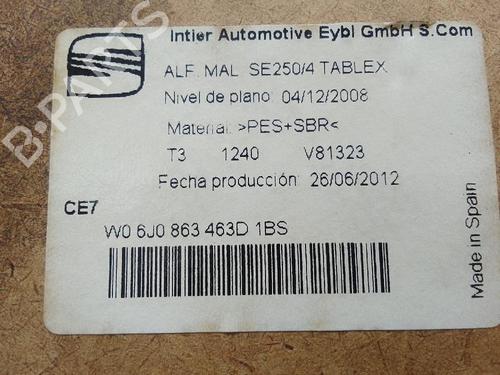 Intier Automotive Eybl GmbH S.Com
ALF. MAL SE250/4 TABLEX
Nivel de plano: 04/12/2008
Material: >PES+SBR<
T3 1240 V81323
Fecha producción: 26/06/2012
CE7
W0 6J0 863 463D 1BS
Made in Spain
B-PARTS